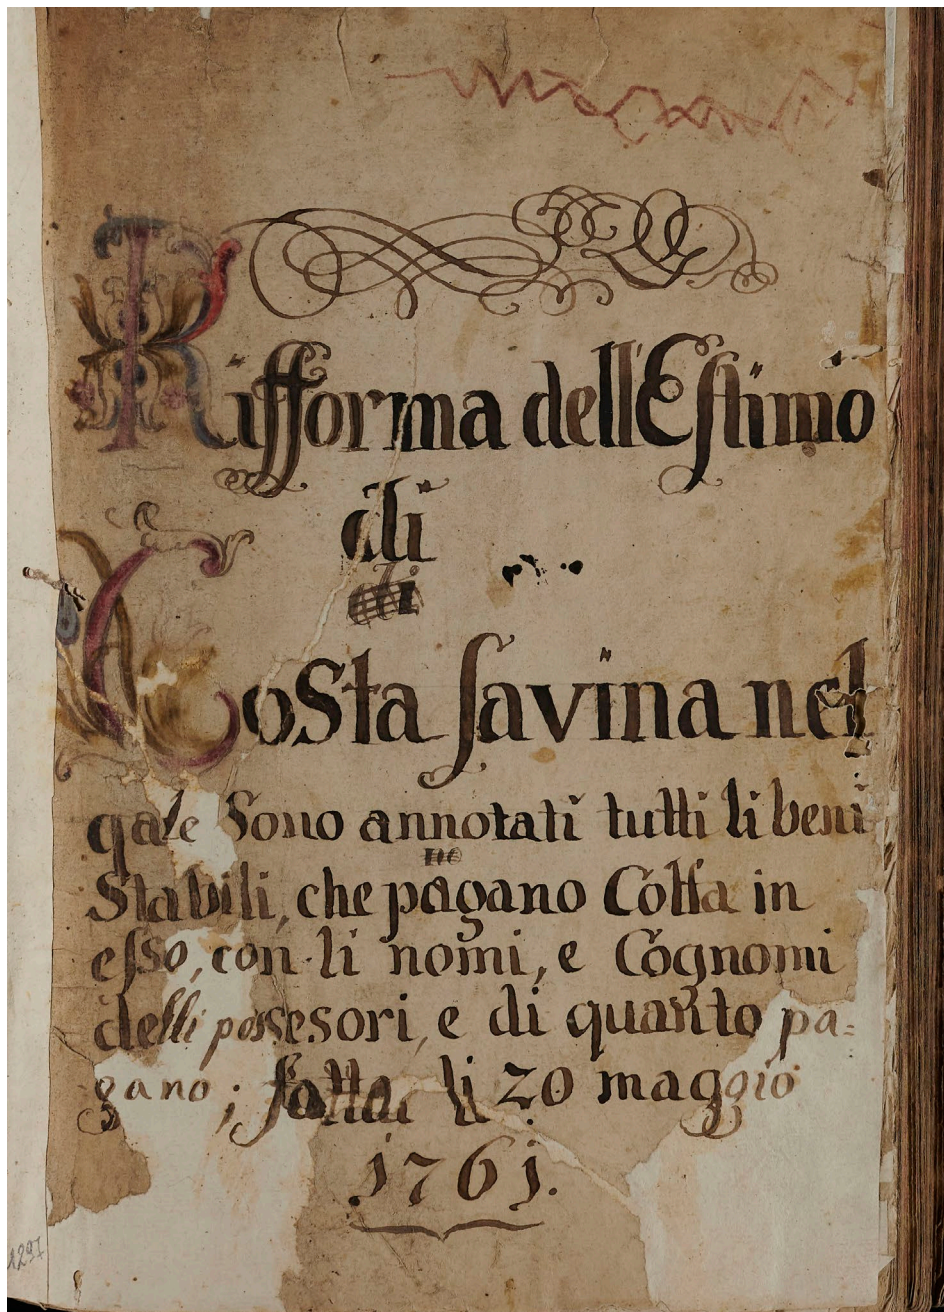 Rifforma dell'Estimo
di
Costa Savina nel
quale Sono annotati tutti li beni
Stabili, che pagano Colta in
esso, con li nomi, e Cognomi
delli possesori, e di quanto pa=
gano; fatta li 20 maggio
1761.
1297